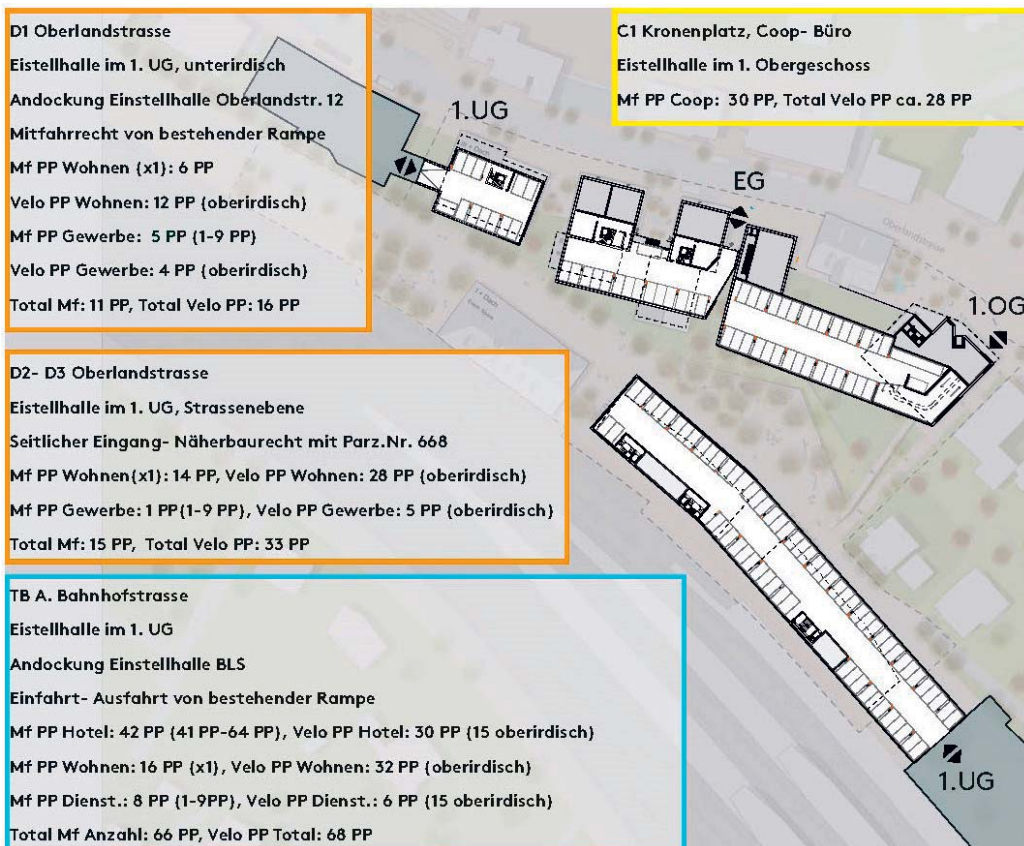 D1 Oberlandstrasse
Eistellhalle im 1. UG, unterirdisch
Andockung Einstellhalle Oberlandstr. 12
Mitfahrrecht von bestehender Rampe
Mf PP Wohnen (x1): 6 PP
Velo PP Wohnen: 12 PP (oberirdisch)
Mf PP Gewerbe: 5 PP (1-9 PP)
Velo PP Gewerbe: 4 PP (oberirdisch)
Total Mf: 11 PP, Total Velo PP: 16 PP
C1 Kronenplatz, Coop- Büro
Eistellhalle im 1. Obergeschoss
Mf PP Coop: 30 PP, Total Velo PP ca. 28 PP
1.UG
EG
Oberlandstrasse
1.OG
D2- D3 Oberlandstrasse
Eistellhalle im 1. UG, Strassenebene
Seitlicher Eingang- Näherbaurecht mit Parz.Nr. 668
Mf PP Wohnen(x1): 14 PP, Velo PP Wohnen: 28 PP (oberirdisch)
Mf PP Gewerbe: 1 PP(1-9 PP), Velo PP Gewerbe: 5 PP (oberirdisch)
Total Mf: 15 PP, Total Velo PP: 33 PP
TB A. Bahnhofstrasse
Eistellhalle im 1. UG
Andockung Einstellhalle BLS
Einfahrt- Ausfahrt von bestehender Rampe
Mf PP Hotel: 42 PP (41 PP-64 PP), Velo PP Hotel: 30 PP (15 oberirdisch)
Mf PP Wohnen: 16 PP (x1), Velo PP Wohnen: 32 PP (oberirdisch)
Mf PP Dienst.: 8 PP (1-9PP), Velo PP Dienst.: 6 PP (15 oberirdisch)
Total Mf Anzahl: 66 PP, Velo PP Total: 68 PP
1.UG